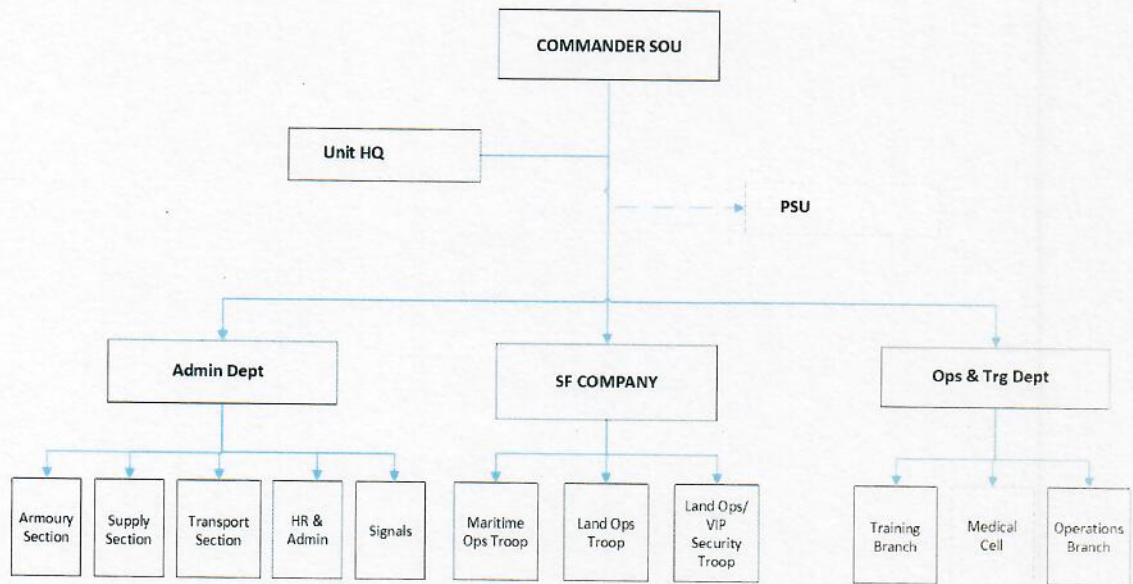 COMMANDER SOU
Unit HQ
PSU
Admin Dept
SF COMPANY
Ops & Trg Dept
Armoury
Section
Supply
Section
Transport
Section
HR &
Admin
Signals
Maritime
Ops Troop
Land Ops
Troop
Land Ops/
VIP
Security
Troop
Training
Branch
Medical
Cell
Operations
Branch